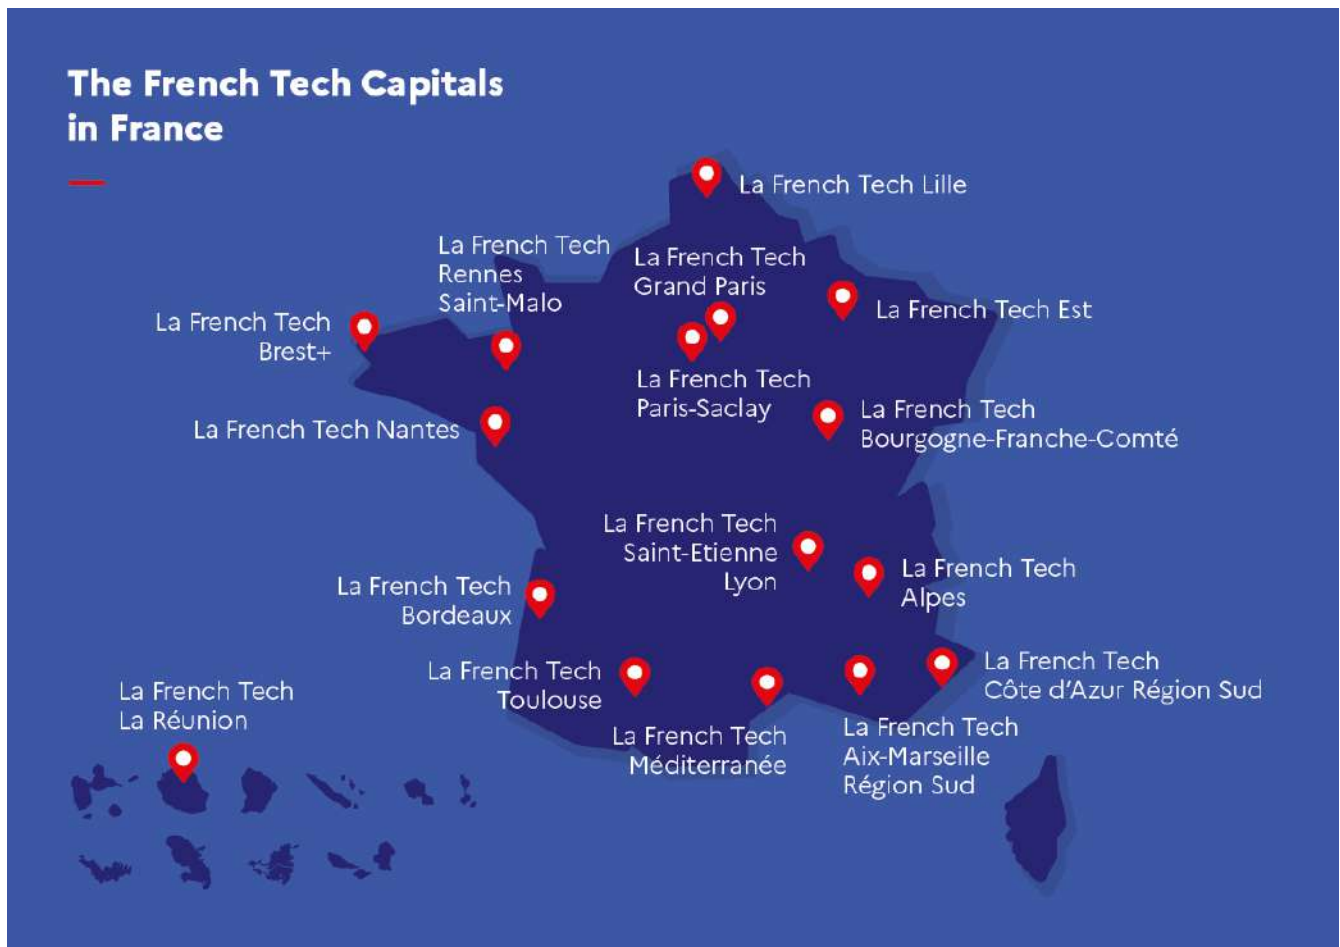 The French Tech Capitals
in France
La French Tech Lille
La French Tech
Rennes
Saint-Malo
La French Tech
Grand Paris
La French Tech Est
La French Tech
Brest+
La French Tech
Paris-Saclay
La French Tech
Bourgogne-Franche-Comté
La French Tech Nantes
La French Tech
Saint-Etienne
Lyon
La French Tech
Alpes
La French Tech
Bordeaux
La French Tech
Toulouse
La French Tech
Côte d'Azur Région Sud
La French Tech
La Réunion
La French Tech
Méditerranée
La French Tech
Aix-Marseille
Région Sud